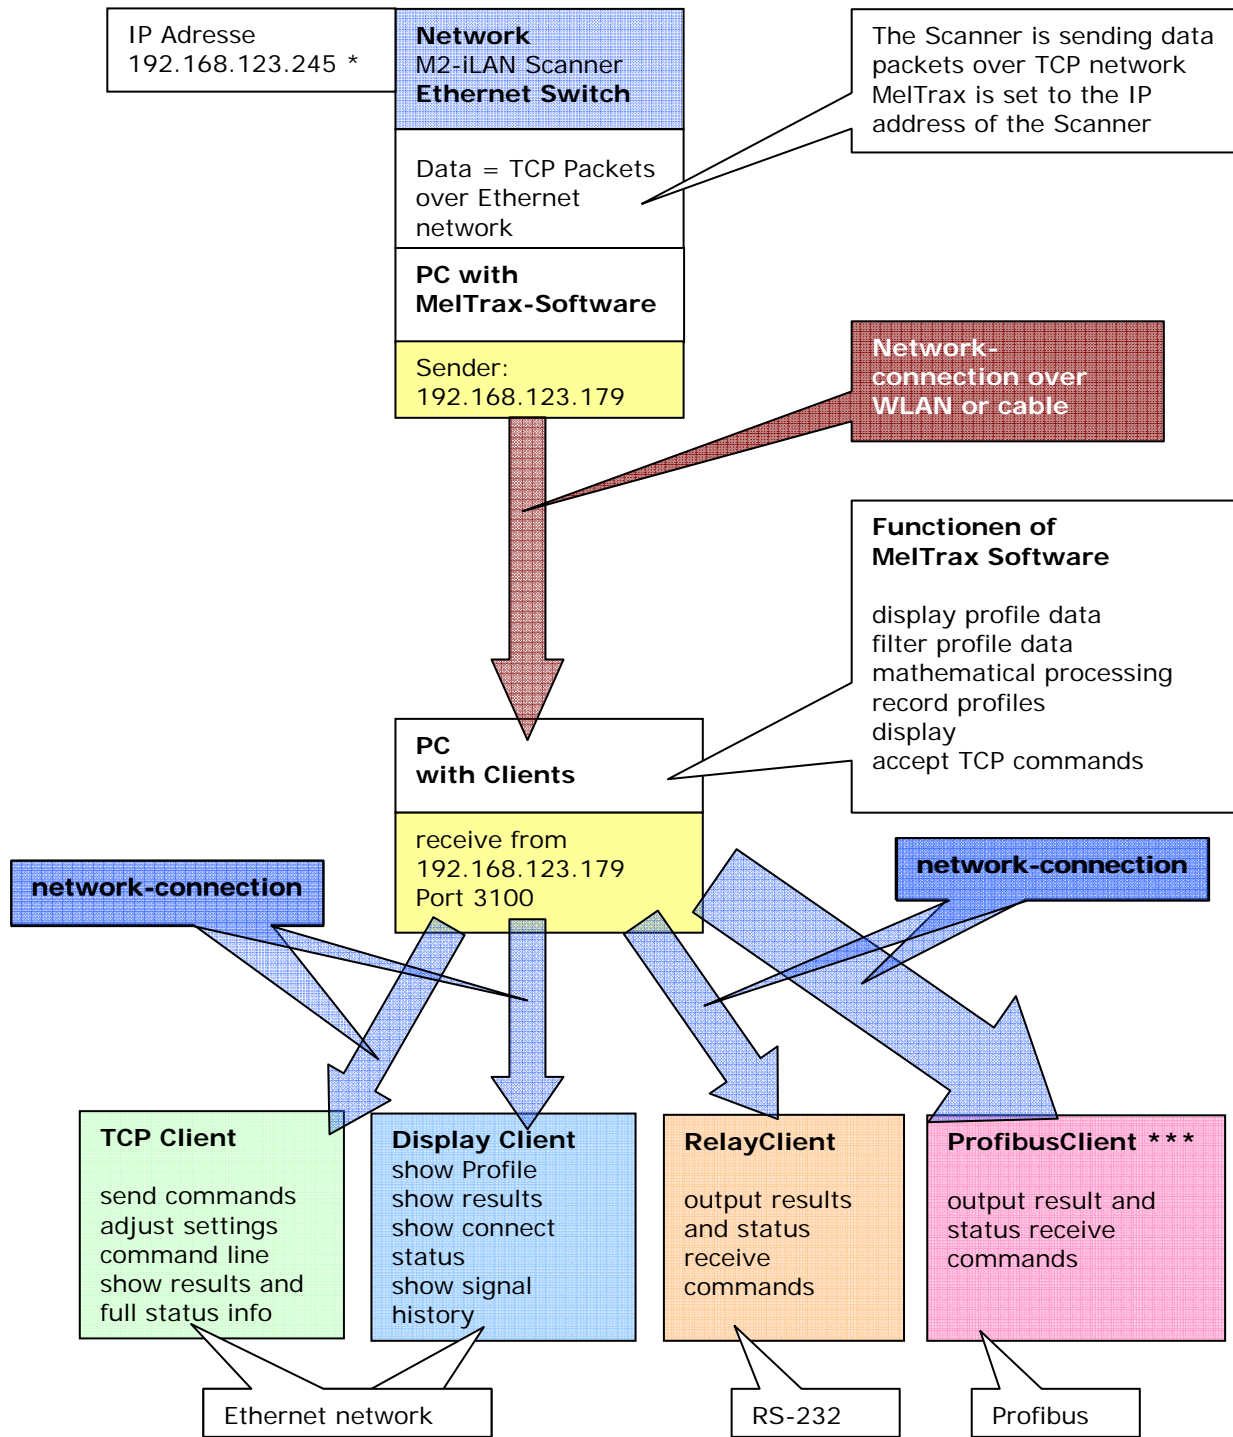 IP Adresse
192.168.123.245 *
Network
M2-iLAN Scanner
Ethernet Switch
The Scanner is sending data
packets over TCP network
MelTrax is set to the IP
address of the Scanner
Data = TCP Packets
over Ethernet
network
PC with
MelTrax-Software
Sender:
192.168.123.179
Network-
connection over
WLAN or cable
Functionen of
MelTrax Software
display profile data
filter profile data
mathematical processing
record profiles
display
accept TCP commands
PC
with Clients
receive from
192.168.123.179
Port 3100
network-connection
network-connection
TCP Client
send commands
adjust settings
command line
show results and
full status info
Display Client
show Profile
show results
show connect
status
show signal
history
RelayClient
output results
and status
receive
commands
ProfibusClient ***
output result and
status receive
commands
Ethernet network
RS-232
Profibus